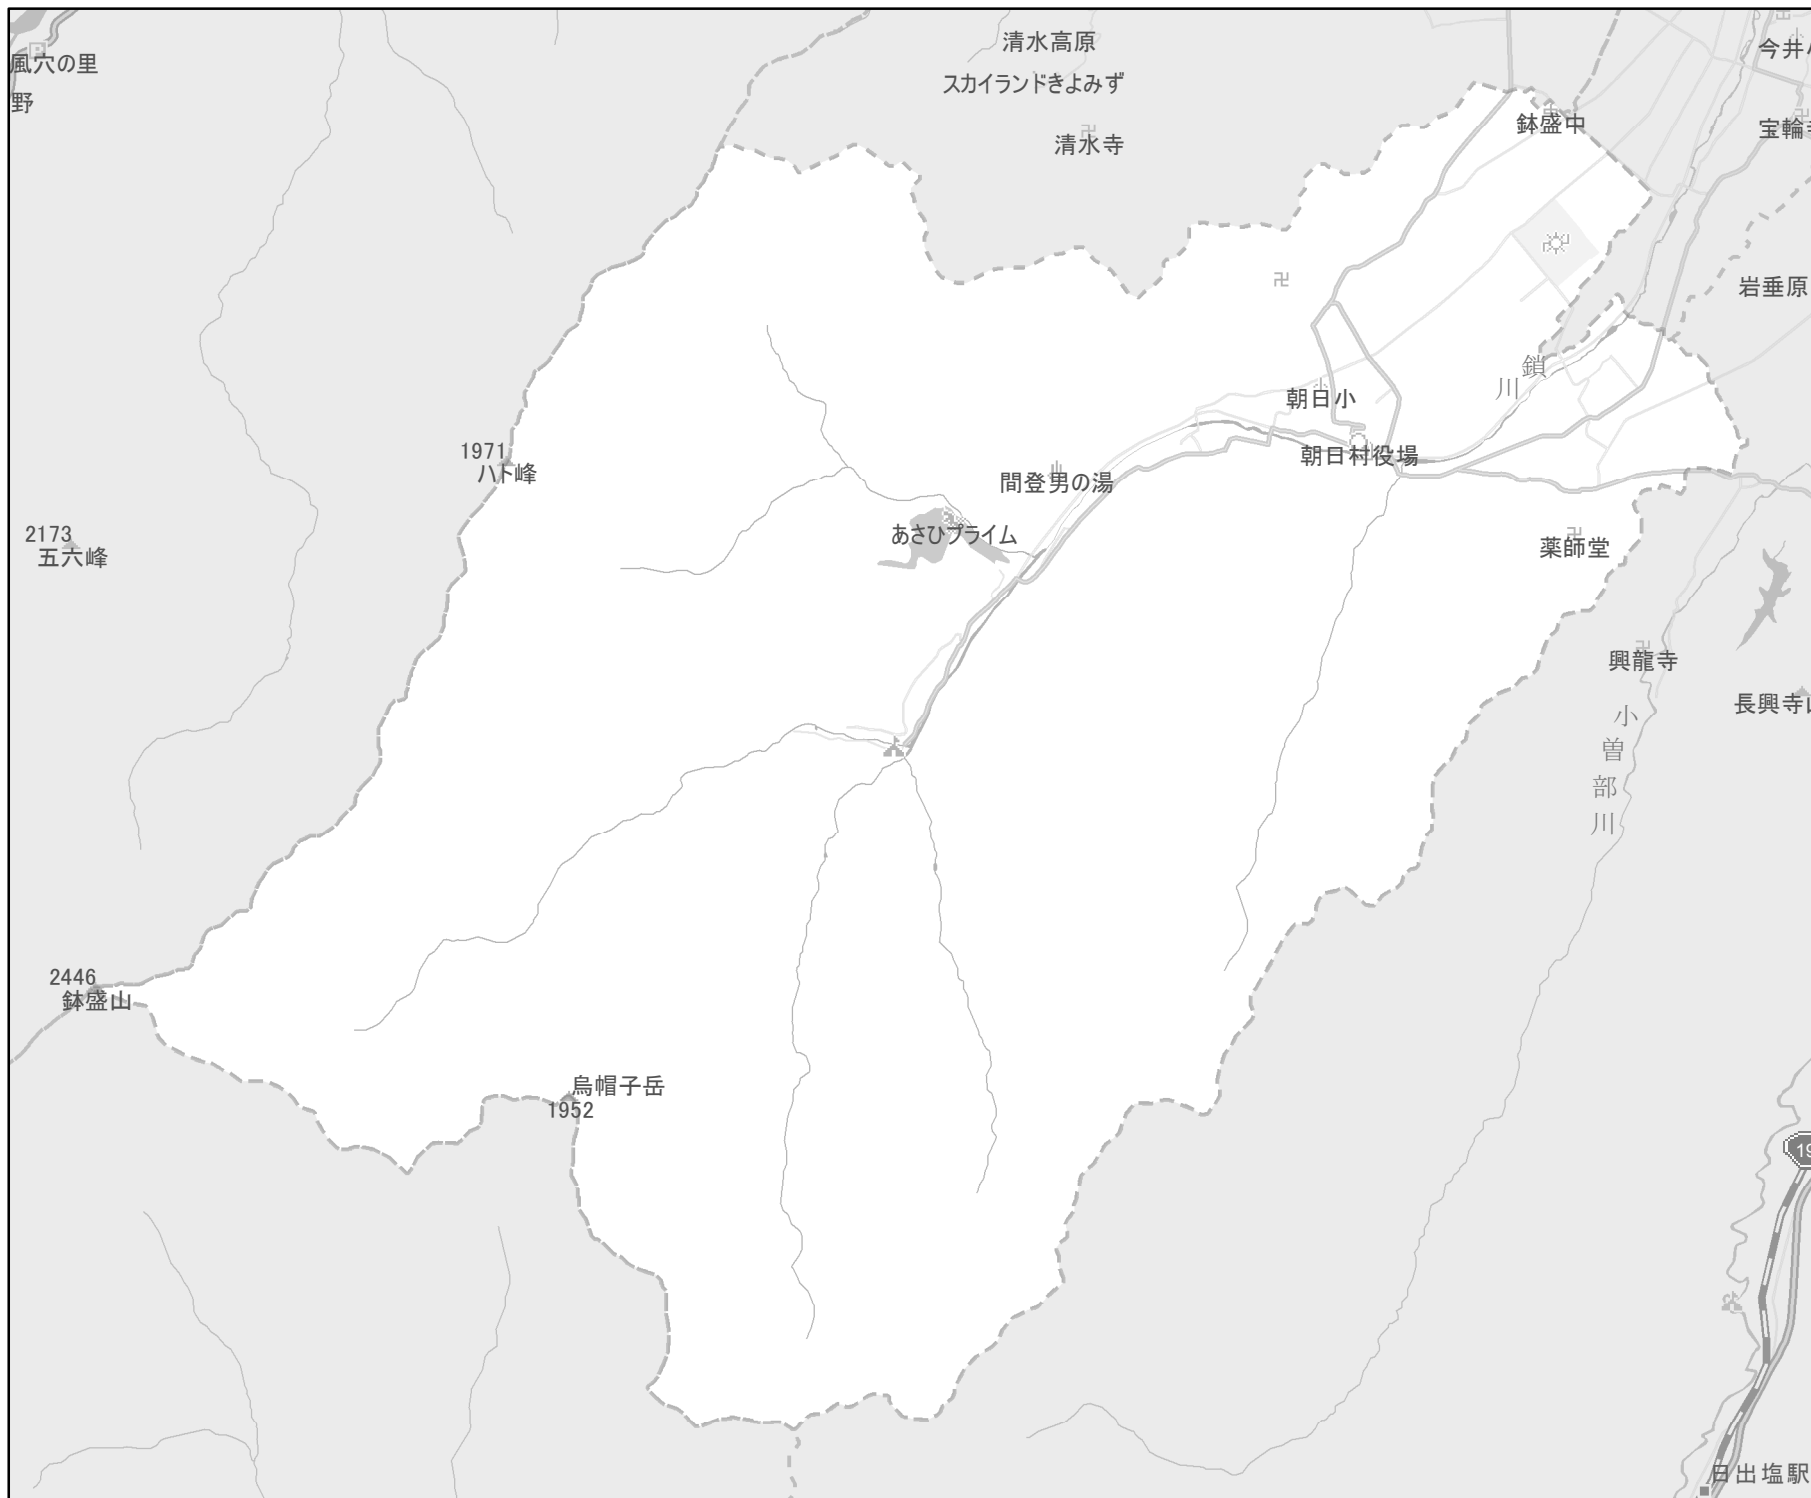 清水高原
今井
風穴の里
スカイランドきよみず
野
鉢盛中
宝輪寺
清水寺
岩垂原
鎖川
朝日小
1971
ハト峰
朝日村役場
間登男の湯
2173
五六峰
あさひプライム
薬師堂
興龍寺
長興寺山
小曽部川
2446
鉢盛山
烏帽子岳
1952
19
日出塩駅